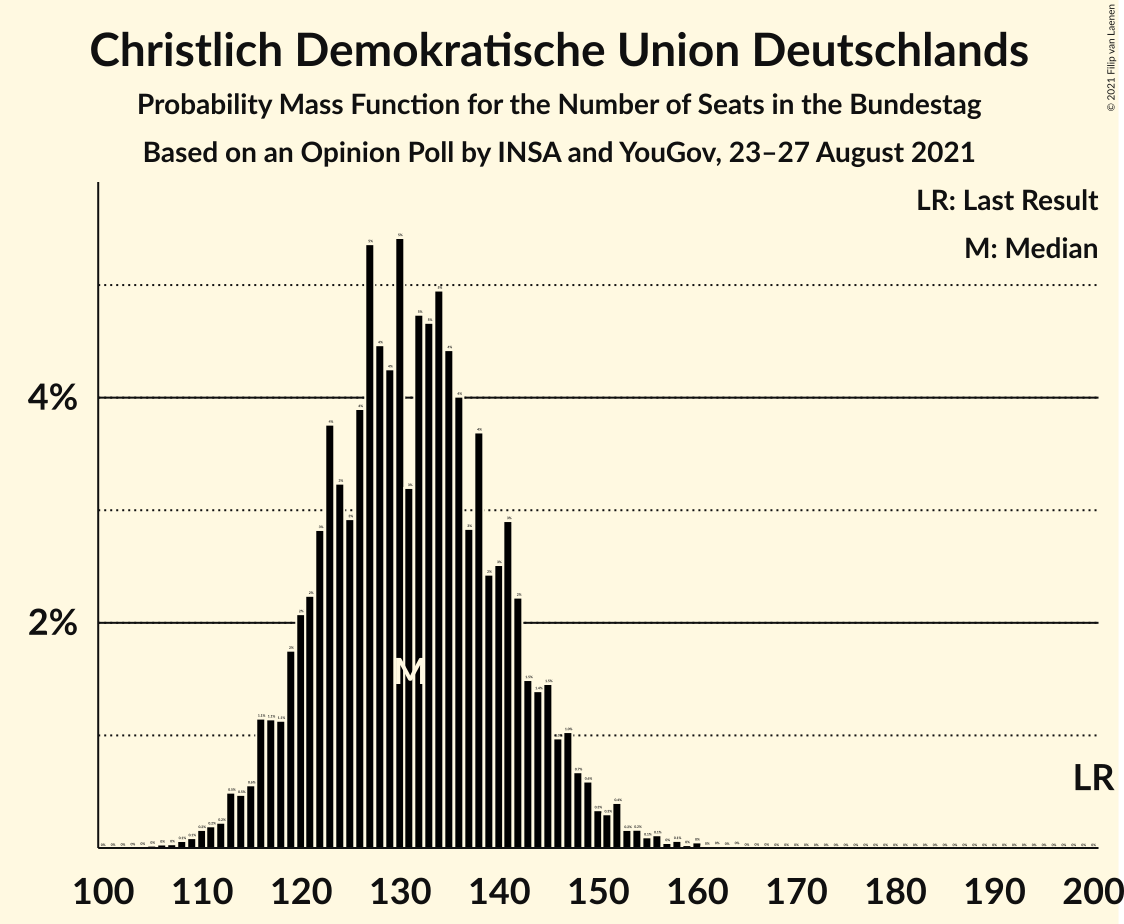 Christlich Demokratische Union Deutschlands
Probability Mass Function for the Number of Seats in the Bundestag
Based on an Opinion Poll by INSA and YouGov, 23–27 August 2021
© 2021 Filip van Laenen
LR: Last Result
M: Median
4%
2%
M
LR
100 110 120 130 140 150 160 170 180 190 200